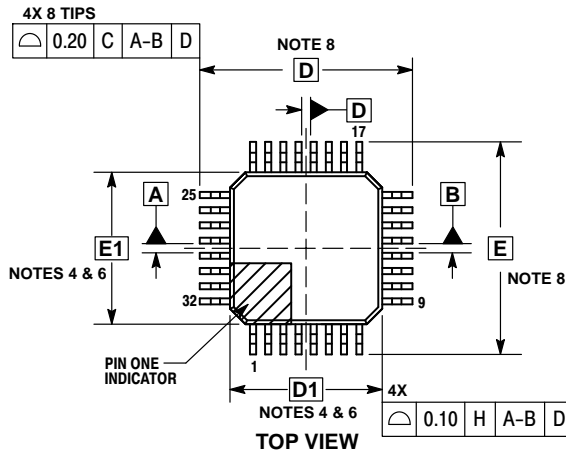 4X 8 TIPS
⌓ 0.20 C A–B D
NOTE 8
D
D
17
25
A
B
E1
E
NOTES 4 & 6
NOTE 8
32
9
PIN ONE
INDICATOR
1
D1
4X
NOTES 4 & 6
⌓ 0.10 H A–B D
TOP VIEW